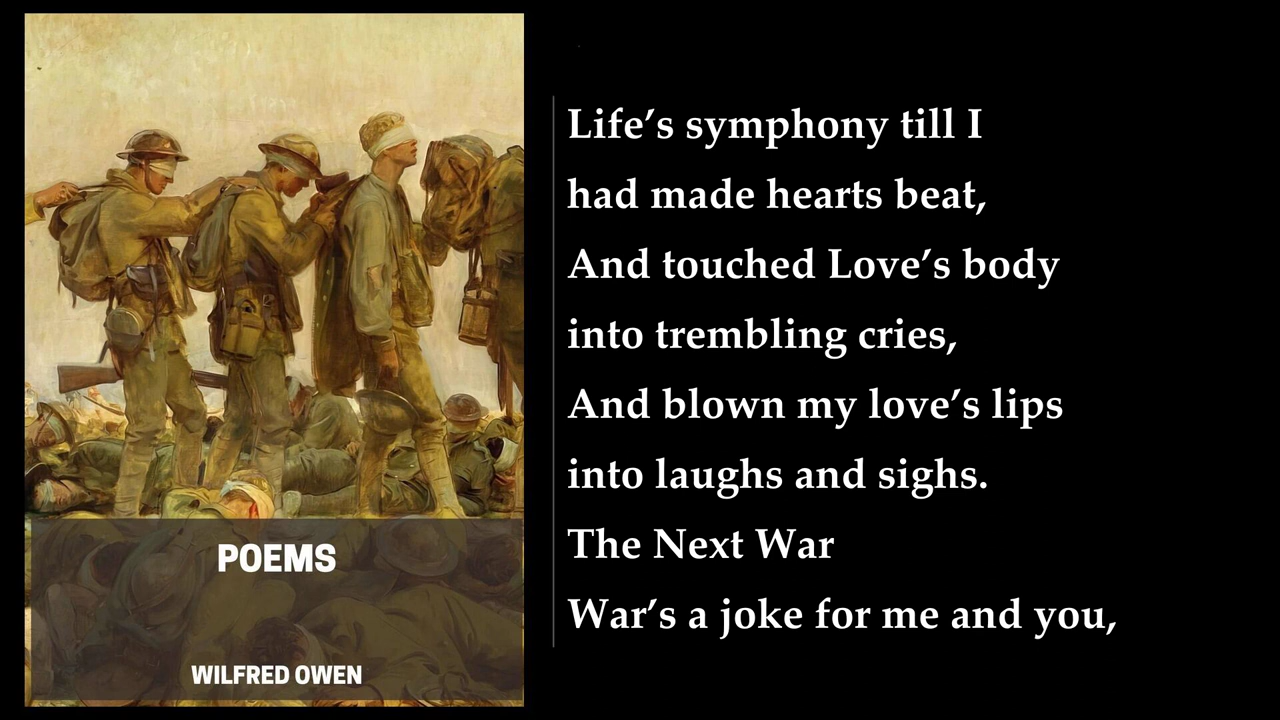 POEMS
WILFRED OWEN
Life’s symphony till I
had made hearts beat,
And touched Love’s body
into trembling cries,
And blown my love’s lips
into laughs and sighs.
The Next War
War’s a joke for me and you,